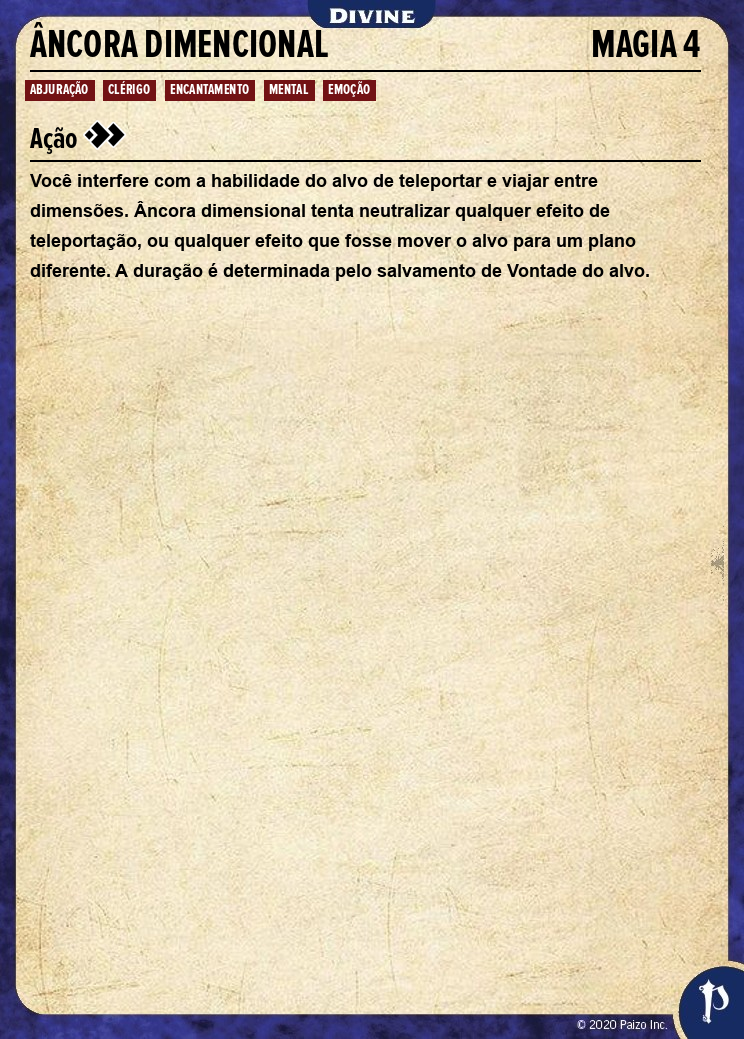 DIVINE
ÂNCORA DIMENCIONAL MAGIA 4
ABJURAÇÃO CLÉRIGO ENCANTAMENTO MENTAL EMOÇÃO
Ação
Você interfere com a habilidade do alvo de teleportar e viajar entre
dimensões. Âncora dimensional tenta neutralizar qualquer efeito de
teleportação, ou qualquer efeito que fosse mover o alvo para um plano
diferente. A duração é determinada pelo salvamento de Vontade do alvo.
© 2020 Paizo Inc.